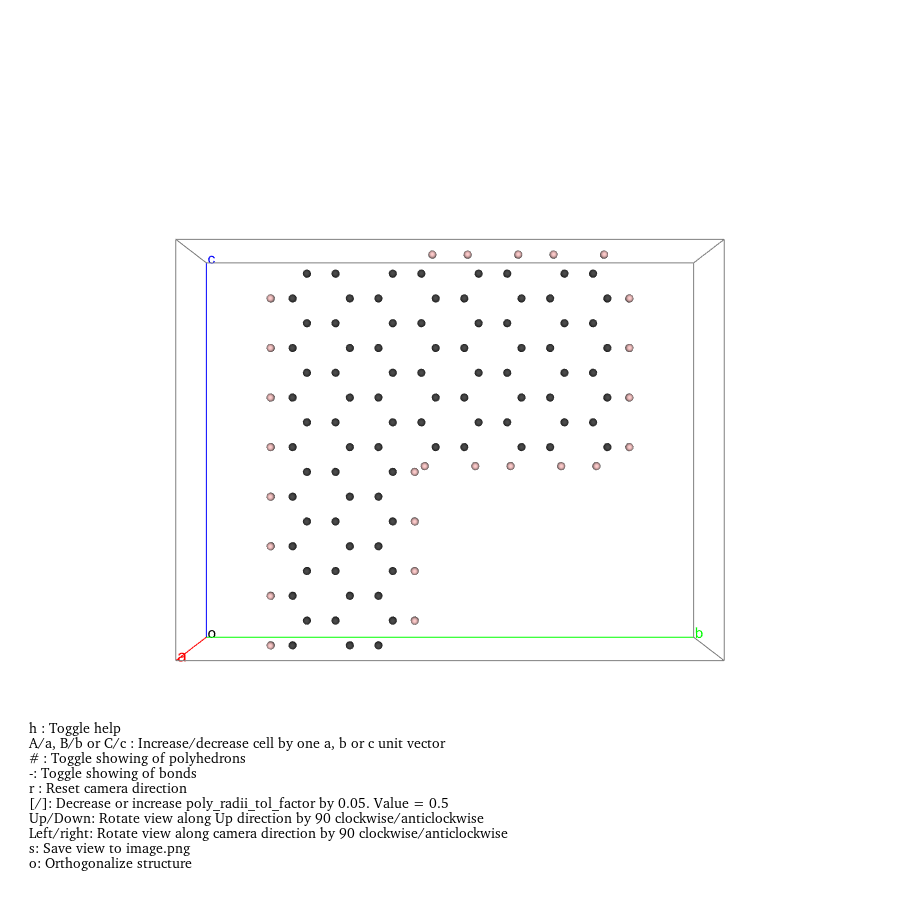 c
o
b
a
h : Toggle help
A/a, B/b or C/c : Increase/decrease cell by one a, b or c unit vector
# : Toggle showing of polyhedrons
-: Toggle showing of bonds
r : Reset camera direction
[/]: Decrease or increase poly_radii_tol_factor by 0.05. Value = 0.5
Up/Down: Rotate view along Up direction by 90 clockwise/anticlockwise
Left/right: Rotate view along camera direction by 90 clockwise/anticlockwise
s: Save view to image.png
o: Orthogonalize structure